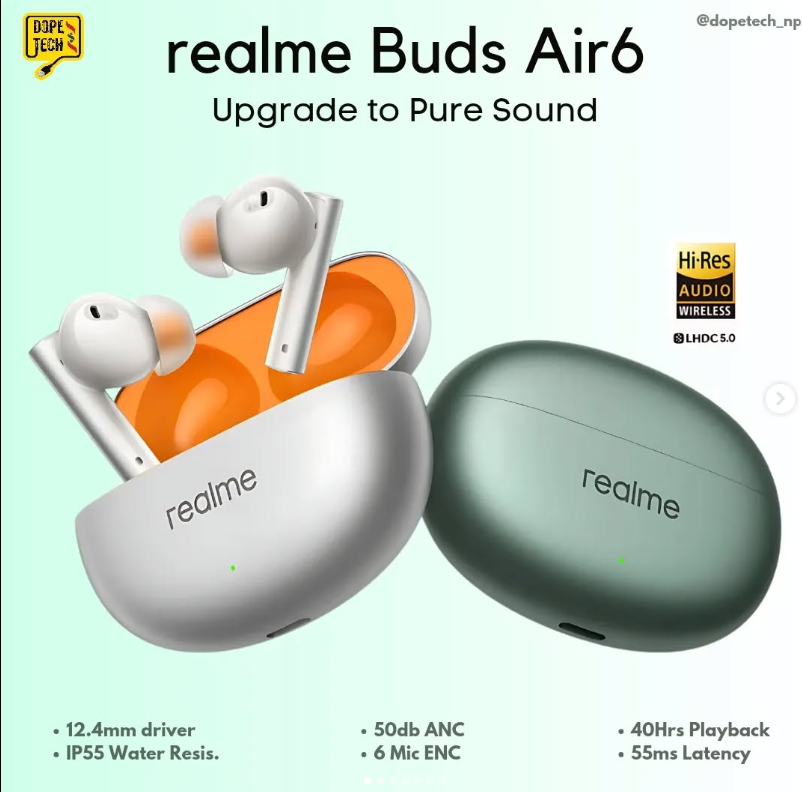 DOPE
TECH
@dopetech_np
realme Buds Air6
Upgrade to Pure Sound
Hi-Res
AUDIO
WIRELESS
LHDC 5.0
realme
realme
• 12.4mm driver
• IP55 Water Resis.
• 50db ANC
• 6 Mic ENC
• 40Hrs Playback
• 55ms Latency